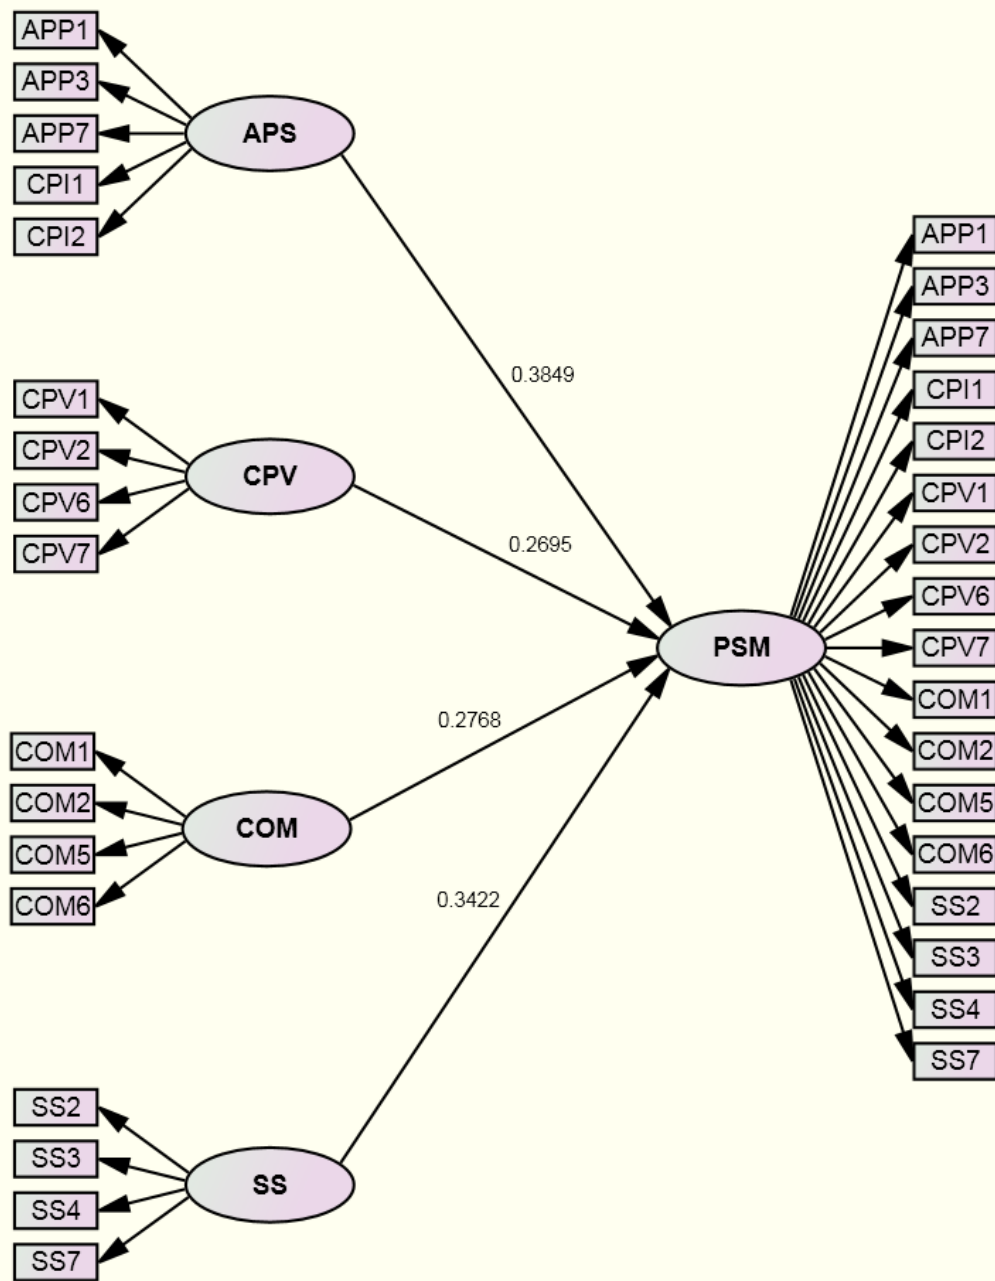 APP1
APP3
APP7
CPI1
CPI2
APS
CPV1
CPV2
CPV6
CPV7
CPV
COM1
COM2
COM5
COM6
COM
SS2
SS3
SS4
SS7
SS
0.3849
0.2695
0.2768
0.3422
PSM
APP1
APP3
APP7
CPI1
CPI2
CPV1
CPV2
CPV6
CPV7
COM1
COM2
COM5
COM6
SS2
SS3
SS4
SS7